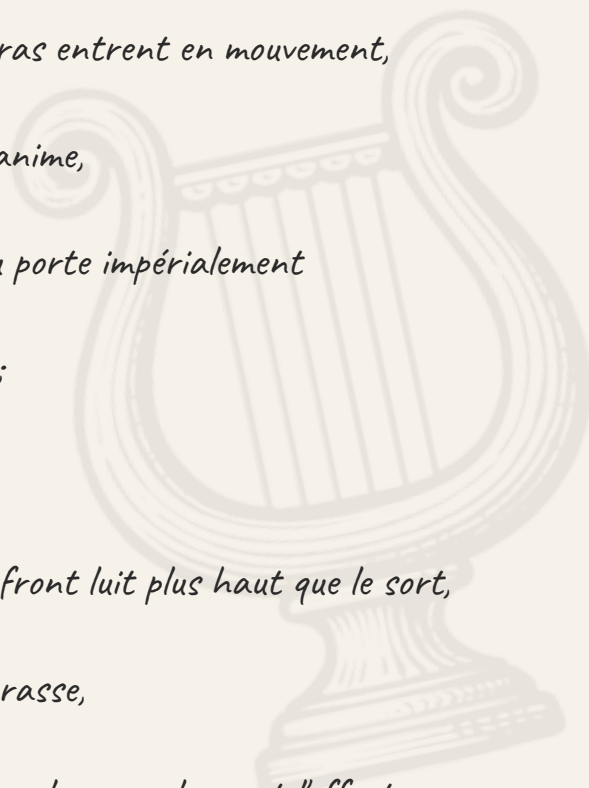 ras entrent en mouvement,
anime,
porte impérialement
;
front luit plus haut que le sort,
rasse,